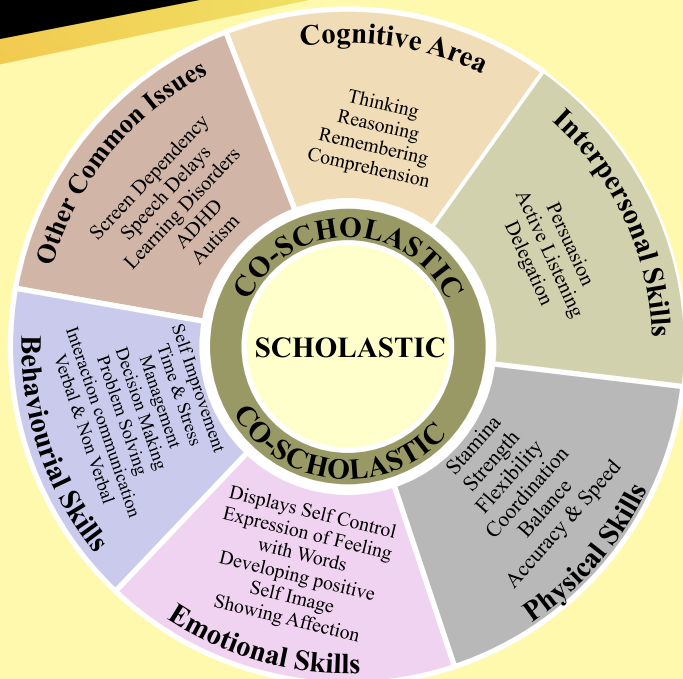 Cognitive Area
Thinking
Reasoning
Remembering
Comprehension
Interpersonal Skills
Persuasion
Active Listening
Delegation
Physical Skills
Stamina
Strength
Flexibility
Coordination
Balance
Accuracy & Speed
Emotional Skills
Displays Self Control
Expression of Feeling
with Words
Developing positive
Self Image
Showing Affection
Behaviourial Skills
Self Improvement
Time & Stress
Management
Decision Making
Problem Solving
Interaction communication
Verbal & Non Verbal
Other Common Issues
Screen Dependency
Speech Delays
Learning Disorders
ADHD
Autism
CO-SCHOLASTIC
SCHOLASTIC
CO-SCHOLASTIC